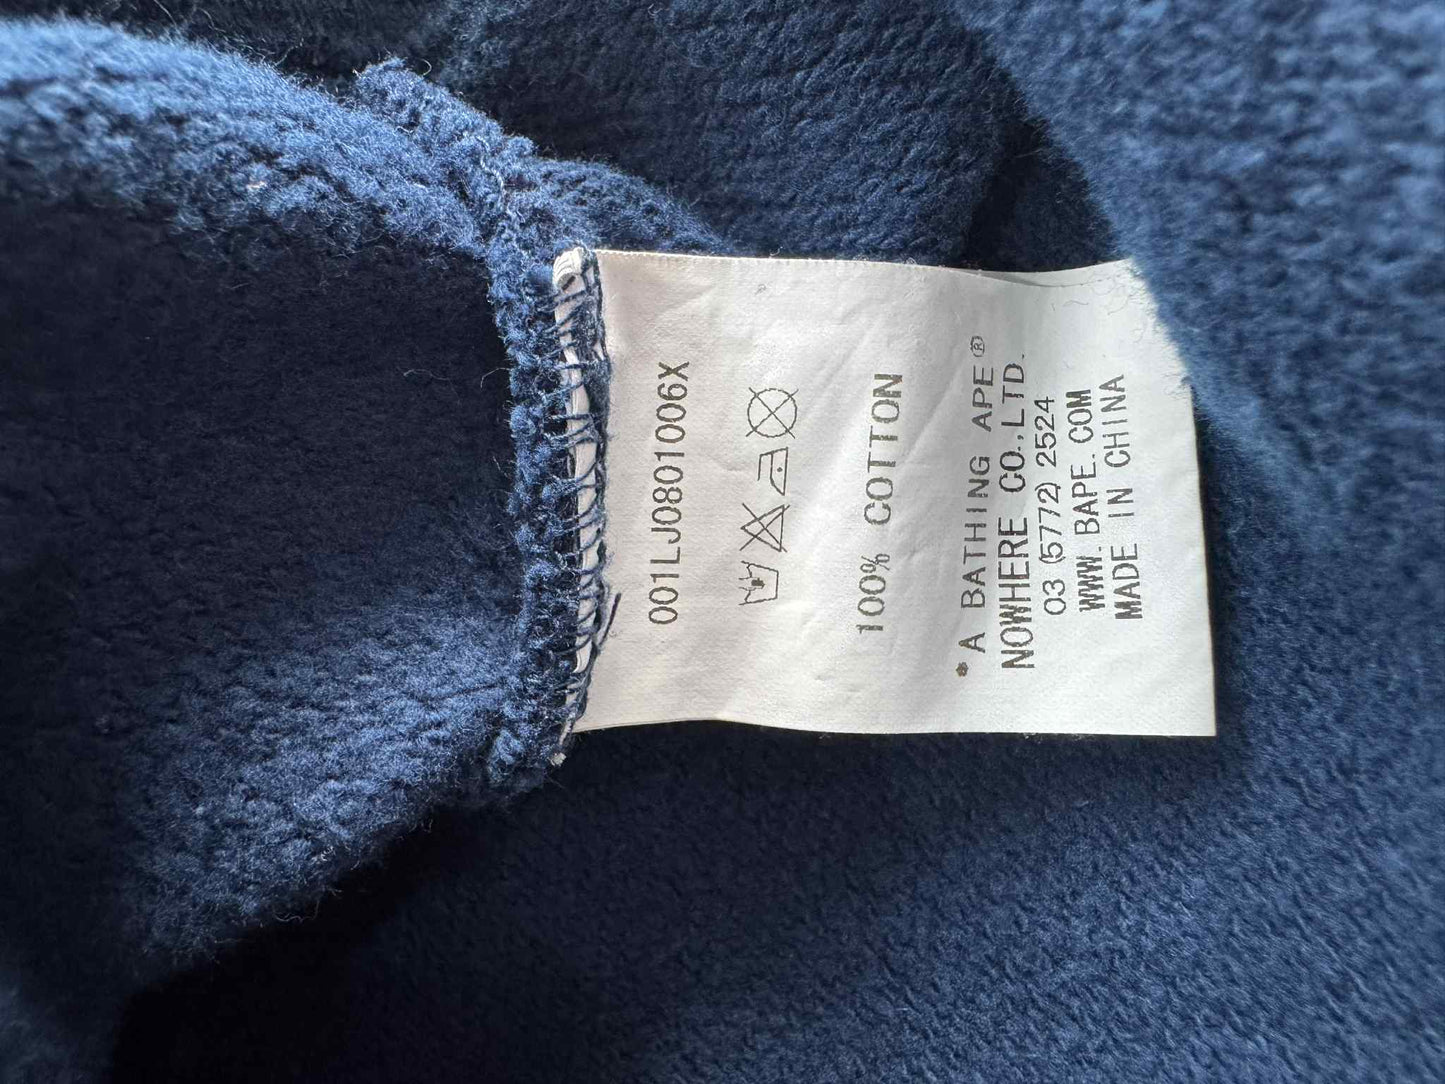 001LJ0801006X
100% COTTON
*A BATHING APE®
NOWHERE CO.,LTD.
03 (5772) 2524
WWW.BAPE.COM
MADE IN CHINA